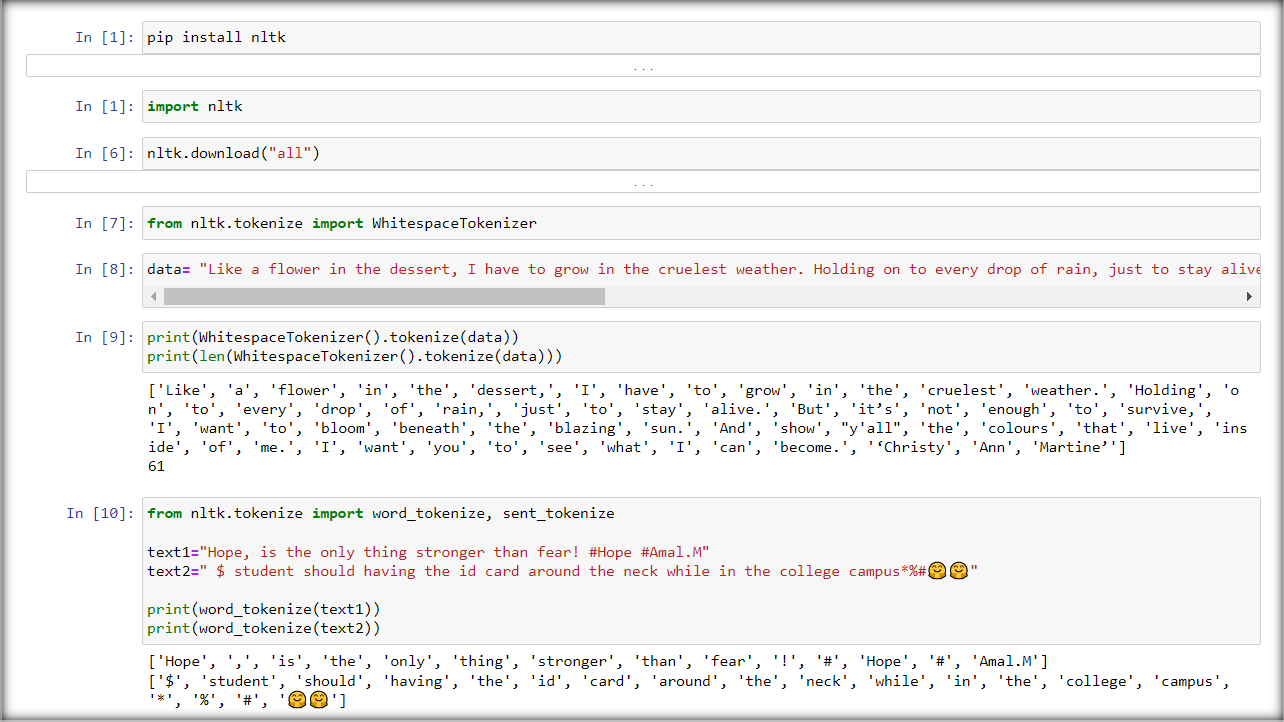 In [1]: pip install nltk
...
In [1]: import nltk
In [6]: nltk.download("all")
...
In [7]: from nltk.tokenize import WhitespaceTokenizer
In [8]: data= "Like a flower in the dessert, I have to grow in the cruelest weather. Holding on to every drop of rain, just to stay alive
In [9]: print(WhitespaceTokenizer().tokenize(data))
print(len(WhitespaceTokenizer().tokenize(data)))
['Like', 'a', 'flower', 'in', 'the', 'dessert,', 'I', 'have', 'to', 'grow', 'in', 'the', 'cruelest', 'weather.', 'Holding', 'o
n', 'to', 'every', 'drop', 'of', 'rain,', 'just', 'to', 'stay', 'alive.', 'But', 'it’s', 'not', 'enough', 'to', 'survive,',
'I', 'want', 'to', 'bloom', 'beneath', 'the', 'blazing', 'sun.', 'And', 'show', "y'all", 'the', 'colours', 'that', 'live', 'ins
ide', 'of', 'me.', 'I', 'want', 'you', 'to', 'see', 'what', 'I', 'can', 'become.', '‘Christy', 'Ann', 'Martine’']
61
In [10]: from nltk.tokenize import word_tokenize, sent_tokenize
text1="Hope, is the only thing stronger than fear! #Hope #Amal.M"
text2=" $ student should having the id card around the neck while in the college campus*%#🤗🤗"
print(word_tokenize(text1))
print(word_tokenize(text2))
['Hope', ',', 'is', 'the', 'only', 'thing', 'stronger', 'than', 'fear', '!', '#', 'Hope', '#', 'Amal.M']
['$', 'student', 'should', 'having', 'the', 'id', 'card', 'around', 'the', 'neck', 'while', 'in', 'the', 'college', 'campus',
'*', '%', '#', '🤗🤗']